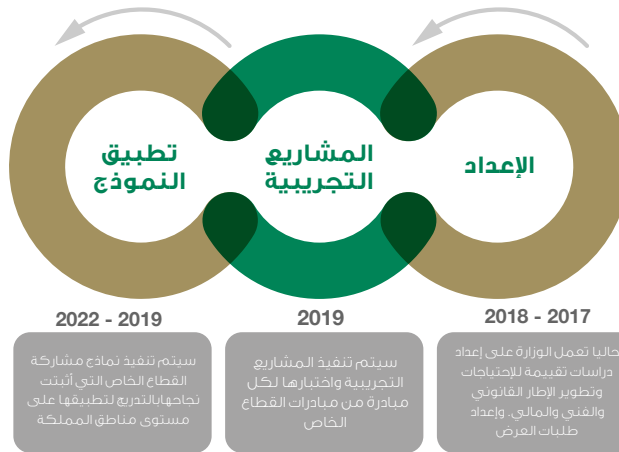 الإعداد
المشاريع
التجريبية
تطبيق
النموذج
2018 - 2017
2019
2022 - 2019
حاليا تعمل الوزارة على إعداد
دراسات تقييمة للإحتياجات
وتطوير الإطار القانوني
والفني والمالي. وإعداد
طلبات العرض
سيتم تنفيذ المشاريع
التجريبية واختبارها لكل
مبادرة من مبادرات القطاع
الخاص
سيتم تنفيذ نماذج مشاركة
القطاع الخاص التي أثبتت
نجاحهابالتدريج لتطبيقها على
مستوى مناطق المملكة